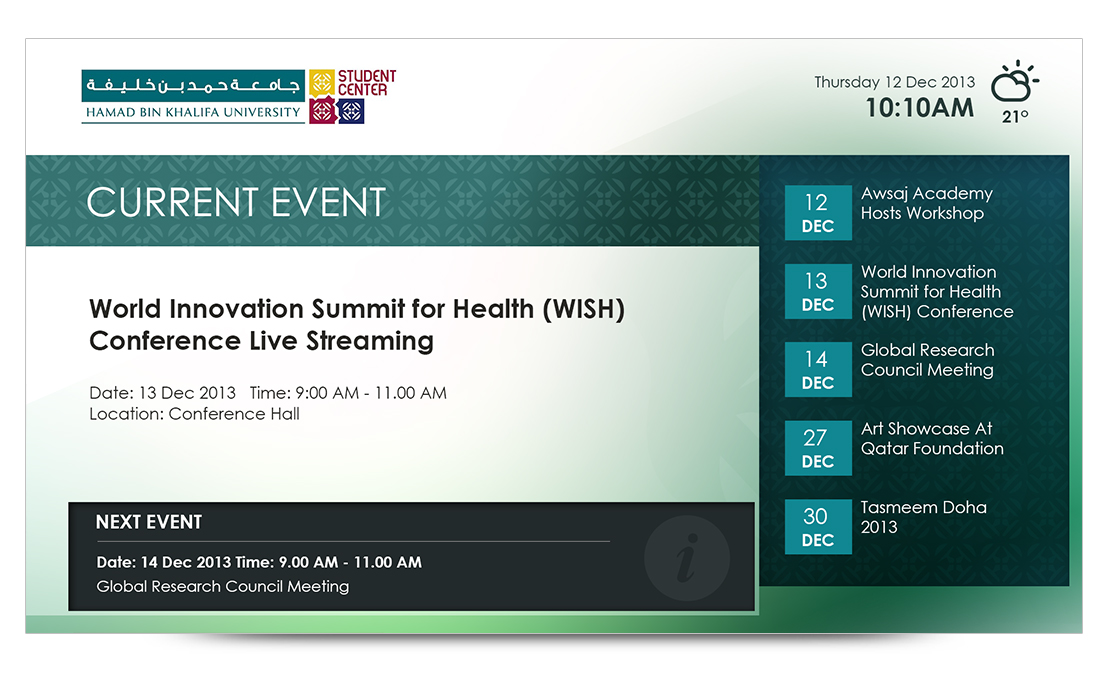 جامعة حمد بن خليفة
HAMAD BIN KHALIFA UNIVERSITY
STUDENT
CENTER
Thursday 12 Dec 2013
10:10AM
21°
CURRENT EVENT
World Innovation Summit for Health (WISH)
Conference Live Streaming
Date: 13 Dec 2013 Time: 9:00 AM - 11.00 AM
Location: Conference Hall
NEXT EVENT
Date: 14 Dec 2013 Time: 9.00 AM - 11.00 AM
Global Research Council Meeting
i
12
DEC
Awsaj Academy
Hosts Workshop
13
DEC
World Innovation
Summit for Health
(WISH) Conference
14
DEC
Global Research
Council Meeting
27
DEC
Art Showcase At
Qatar Foundation
30
DEC
Tasmeem Doha
2013